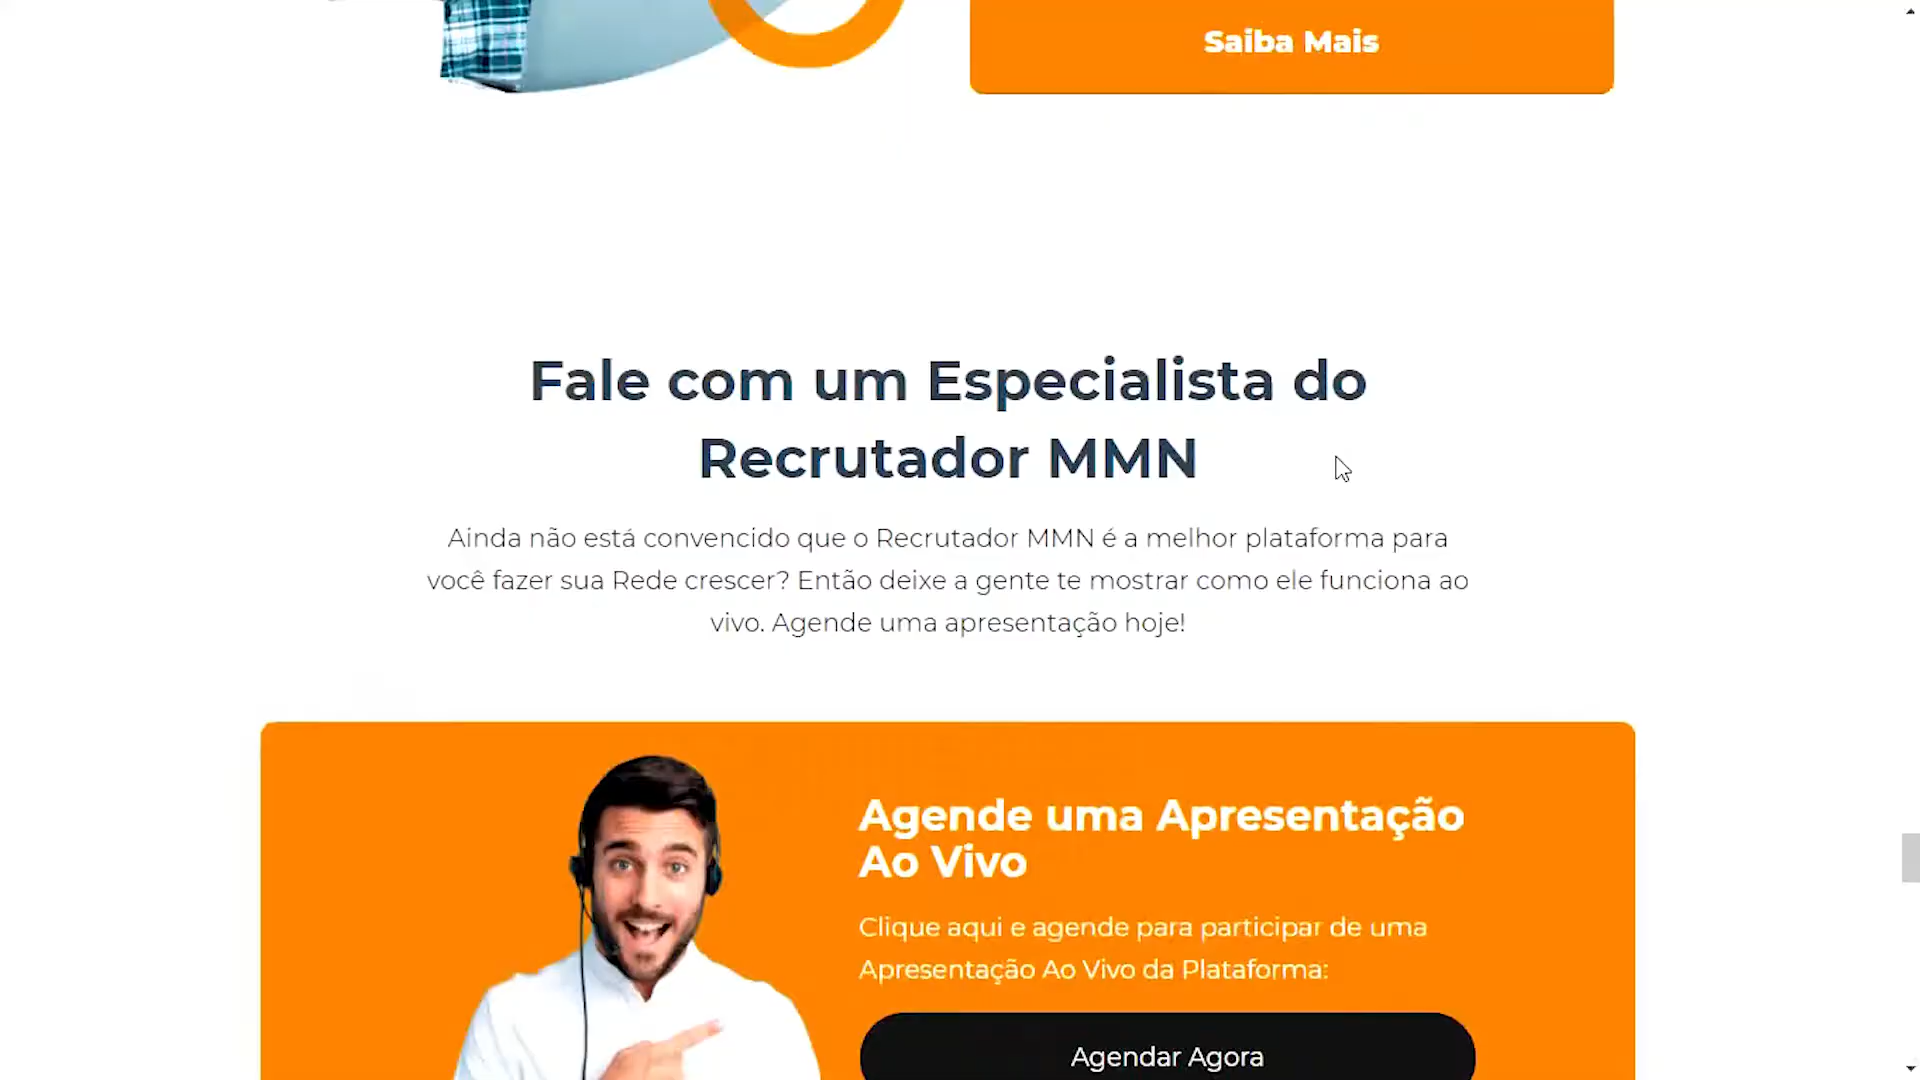 Saiba Mais
Fale com um Especialista do
Recrutador MMN
Ainda não está convencido que o Recrutador MMN é a melhor plataforma para
você fazer sua Rede crescer? Então deixe a gente te mostrar como ele funciona ao
vivo. Agende uma apresentação hoje!
Agende uma Apresentação
Ao Vivo
Clique aqui e agende para participar de uma
Apresentação Ao Vivo da Plataforma:
Agendar Agora